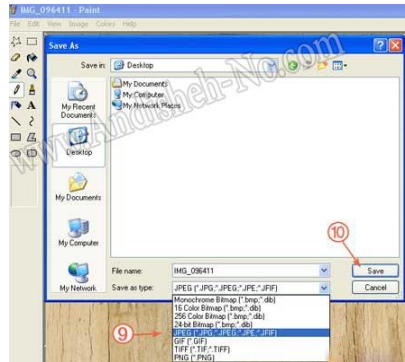 IMG_096411 - Paint
File Edit View Image Colors Help
Save As
Save in:
Desktop
My Documents
My Computer
My Network Places
My Recent
Documents
Desktop
My Documents
My Computer
My Network
File name:
IMG_096411
Save
Save as type:
JPEG (*.JPG;*.JPEG;*.JPE;*.JFIF)
Cancel
Monochrome Bitmap (*.bmp;*.dib)
16 Color Bitmap (*.bmp;*.dib)
256 Color Bitmap (*.bmp;*.dib)
24-bit Bitmap (*.bmp;*.dib)
JPEG (*.JPG;*.JPEG;*.JPE;*.JFIF)
GIF (*.GIF)
TIFF (*.TIF;*.TIFF)
PNG (*.PNG)
9
10
A
www.Andisheh-No.com